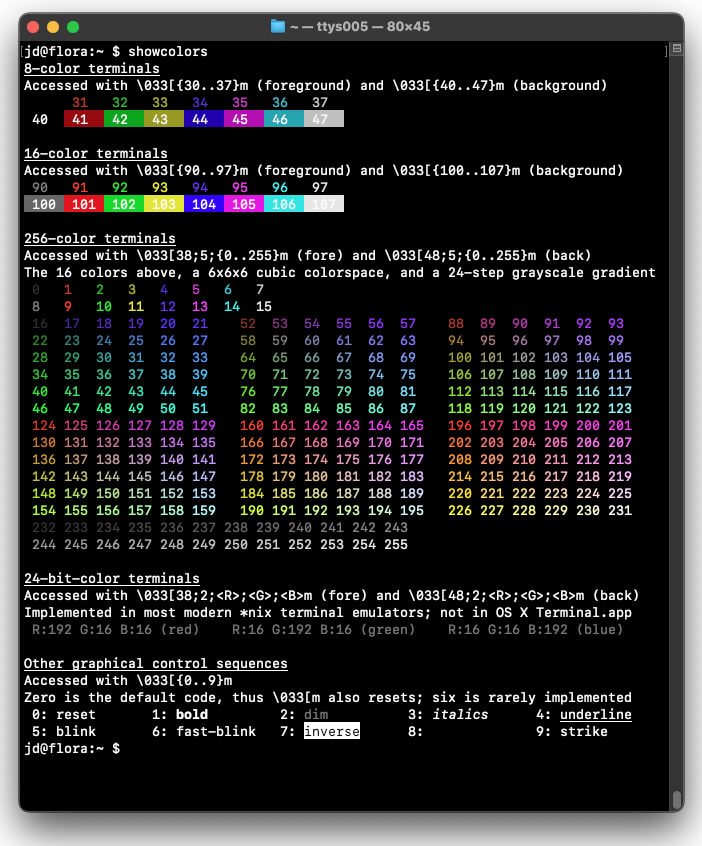 ~ — ttys005 — 80×45
[jd@flora:~ $ showcolors ]
8-color terminals
Accessed with \033[{30..37}m (foreground) and \033[{40..47}m (background)
31 32 33 34 35 36 37
40 41 42 43 44 45 46 47
16-color terminals
Accessed with \033[{90..97}m (foreground) and \033[{100..107}m (background)
90 91 92 93 94 95 96 97
100 101 102 103 104 105 106 107
256-color terminals
Accessed with \033[38;5;{0..255}m (fore) and \033[48;5;{0..255}m (back)
The 16 colors above, a 6x6x6 cubic colorspace, and a 24-step grayscale gradient
0 1 2 3 4 5 6 7
8 9 10 11 12 13 14 15
16 17 18 19 20 21 52 53 54 55 56 57 88 89 90 91 92 93
22 23 24 25 26 27 58 59 60 61 62 63 94 95 96 97 98 99
28 29 30 31 32 33 64 65 66 67 68 69 100 101 102 103 104 105
34 35 36 37 38 39 70 71 72 73 74 75 106 107 108 109 110 111
40 41 42 43 44 45 76 77 78 79 80 81 112 113 114 115 116 117
46 47 48 49 50 51 82 83 84 85 86 87 118 119 120 121 122 123
124 125 126 127 128 129 160 161 162 163 164 165 196 197 198 199 200 201
130 131 132 133 134 135 166 167 168 169 170 171 202 203 204 205 206 207
136 137 138 139 140 141 172 173 174 175 176 177 208 209 210 211 212 213
142 143 144 145 146 147 178 179 180 181 182 183 214 215 216 217 218 219
148 149 150 151 152 153 184 185 186 187 188 189 220 221 222 223 224 225
154 155 156 157 158 159 190 191 192 193 194 195 226 227 228 229 230 231
232 233 234 235 236 237 238 239 240 241 242 243
244 245 246 247 248 249 250 251 252 253 254 255
24-bit-color terminals
Accessed with \033[38;2;<R>;<G>;<B>m (fore) and \033[48;2;<R>;<G>;<B>m (back)
Implemented in most modern *nix terminal emulators; not in OS X Terminal.app
R:192 G:16 B:16 (red) R:16 G:192 B:16 (green) R:16 G:16 B:192 (blue)
Other graphical control sequences
Accessed with \033[{0..9}m
Zero is the default code, thus \033[m also resets; six is rarely implemented
0: reset 1: bold 2: dim 3: italics 4: underline
5: blink 6: fast-blink 7: inverse 8: 9: strike
jd@flora:~ $